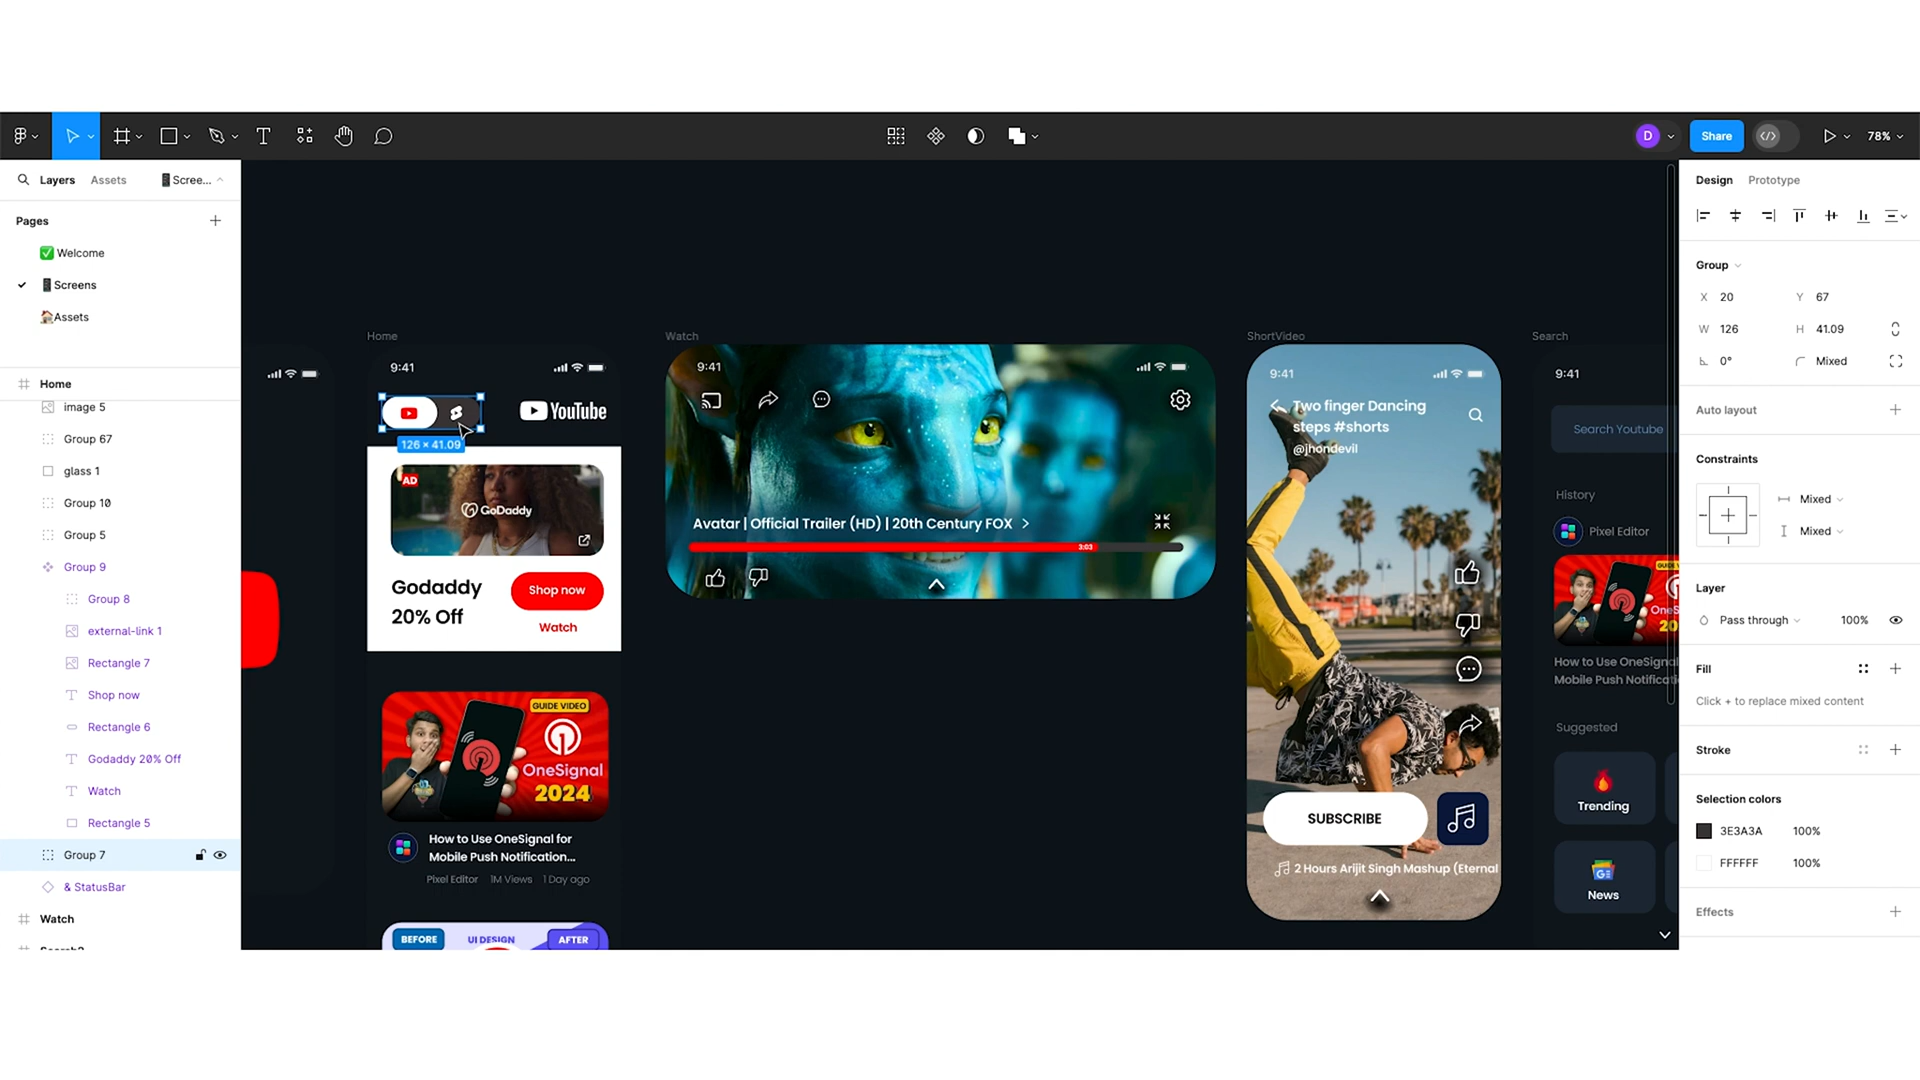 D
Share
78%
Layers
Assets
Scree...
Design
Prototype
Pages
Welcome
Screens
Assets
Home
image 5
Group 67
glass 1
Group 10
Group 5
Group 9
Group 8
external-link 1
Rectangle 7
Shop now
Rectangle 6
Godaddy 20% Off
Watch
Rectangle 5
Group 7
& StatusBar
Watch
Home
9:41
YouTube
126 × 41.09
AD
GoDaddy
Godaddy
20% Off
Shop now
Watch
GUIDE VIDEO
OneSignal
2024
How to Use OneSignal for
Mobile Push Notification...
Pixel Editor 1M Views 1 Day ago
BEFORE
UI DESIGN
AFTER
Watch
9:41
Avatar | Official Trailer (HD) | 20th Century FOX
3:03
ShortVideo
9:41
Two finger Dancing
steps #shorts
@jhondevil
SUBSCRIBE
2 Hours Arijit Singh Mashup (Eternal
Search
9:41
Search Youtube
History
Pixel Editor
GUIDE V
OneS
20
How to Use OneSignal
Mobile Push Notificati
Suggested
Trending
News
Group
X 20
Y 67
W 126
H 41.09
0°
Mixed
Auto layout
Constraints
Mixed
Mixed
Layer
Pass through
100%
Fill
Click + to replace mixed content
Stroke
Selection colors
3E3A3A 100%
FFFFFF 100%
Effects